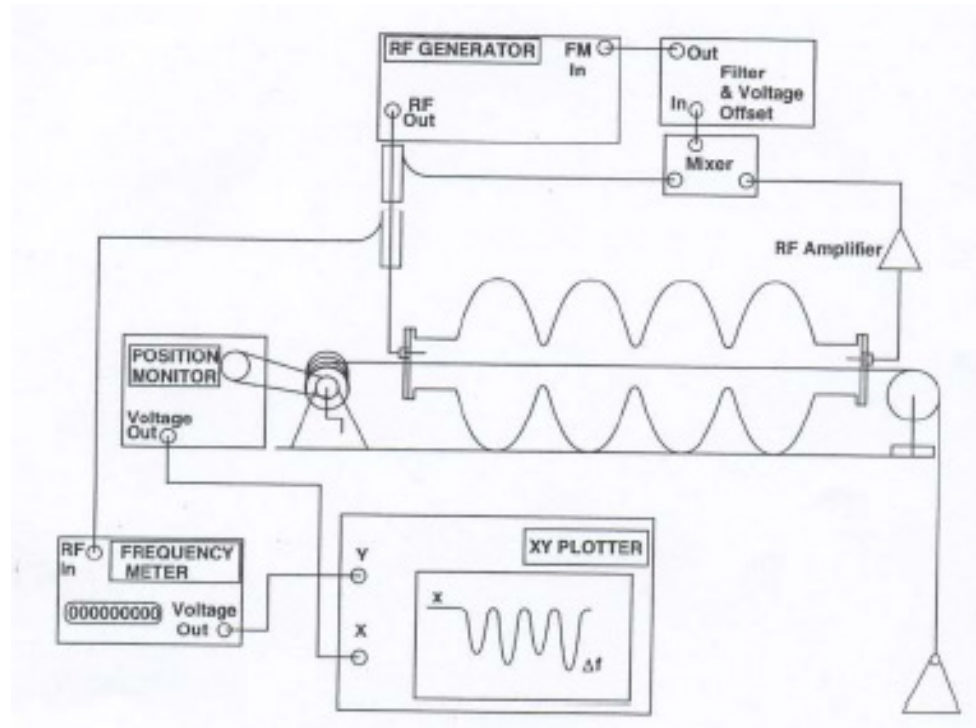 RF GENERATOR
FM
In
RF
Out
Out
Filter
& Voltage
Offset
In
Mixer
RF Amplifier
POSITION
MONITOR
Voltage
Out
RF
In
FREQUENCY
METER
000000000
Voltage
Out
XY PLOTTER
Y
X
x
Δf